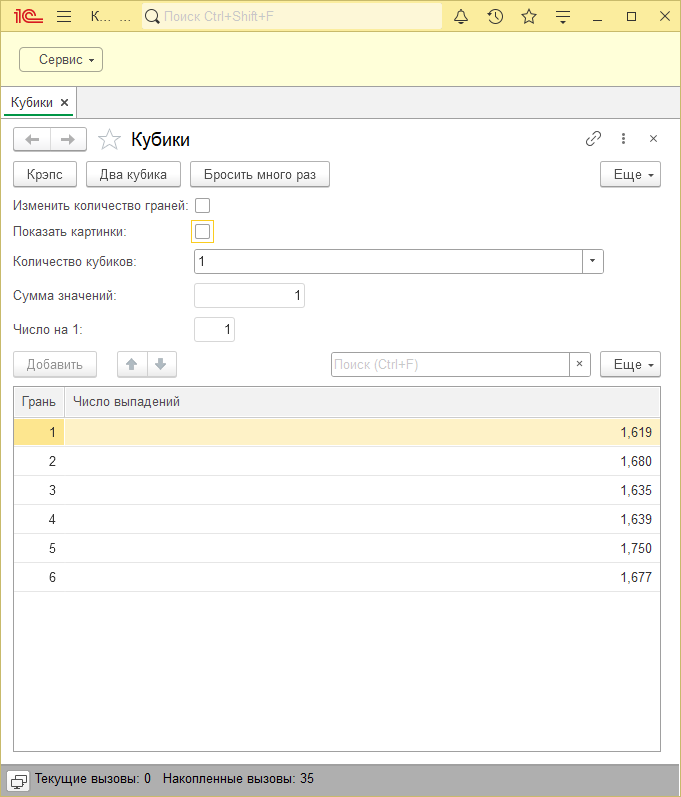 1С К... ... Поиск Ctrl+Shift+F
Сервис
Кубики
Кубики
Крэпс Два кубика Бросить много раз Еще
Изменить количество граней:
Показать картинки:
Количество кубиков: 1
Сумма значений: 1
Число на 1: 1
Добавить Поиск (Ctrl+F) × Еще
Грань Число выпадений
1 1,619
2 1,680
3 1,635
4 1,639
5 1,750
6 1,677
Текущие вызовы: 0 Накопленные вызовы: 35